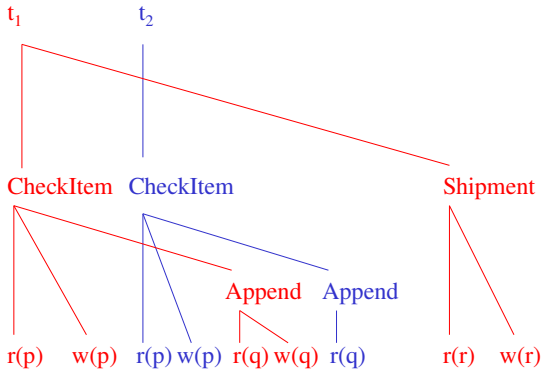 t1 t2
CheckItem CheckItem Shipment
Append Append
r(p) w(p) r(p) w(p) r(q) w(q) r(q) r(r) w(r)